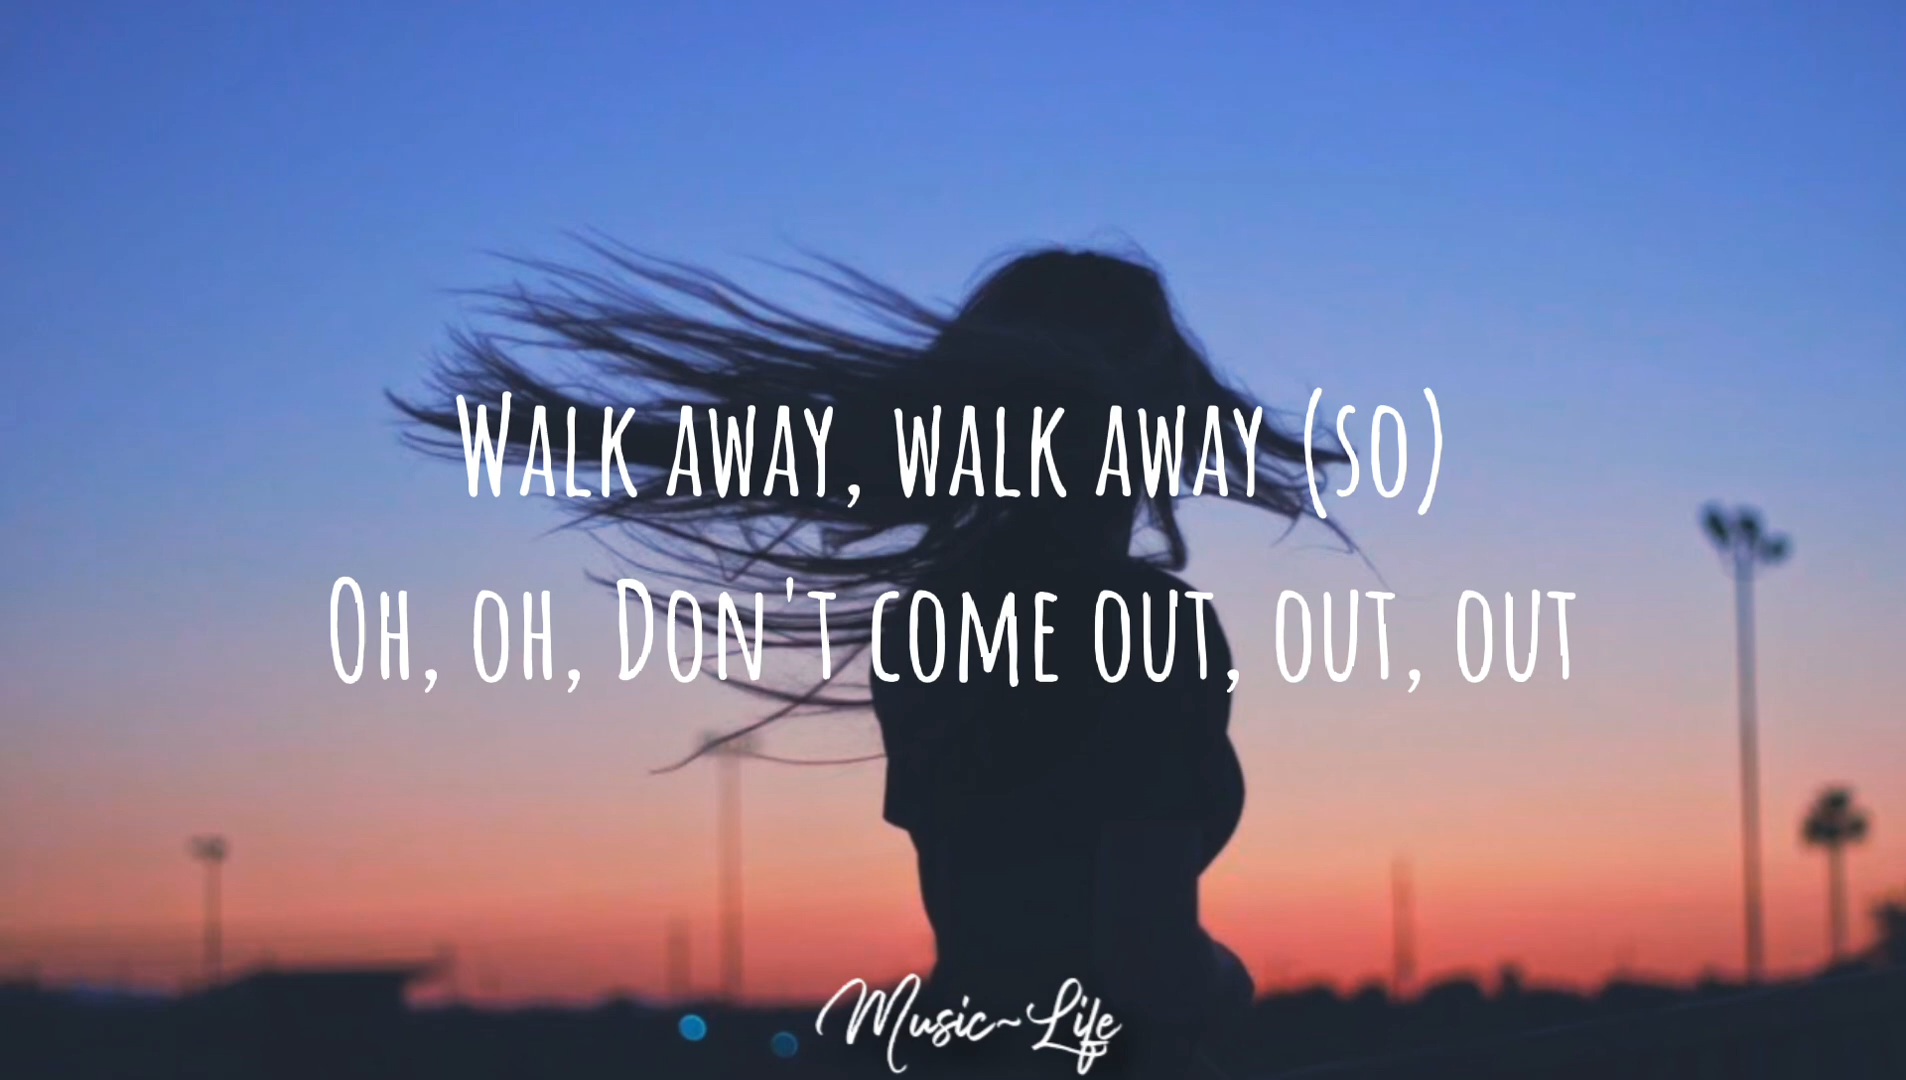 Walk away, walk away (so)
Oh, oh, Don't come out, out, out
Music~Life